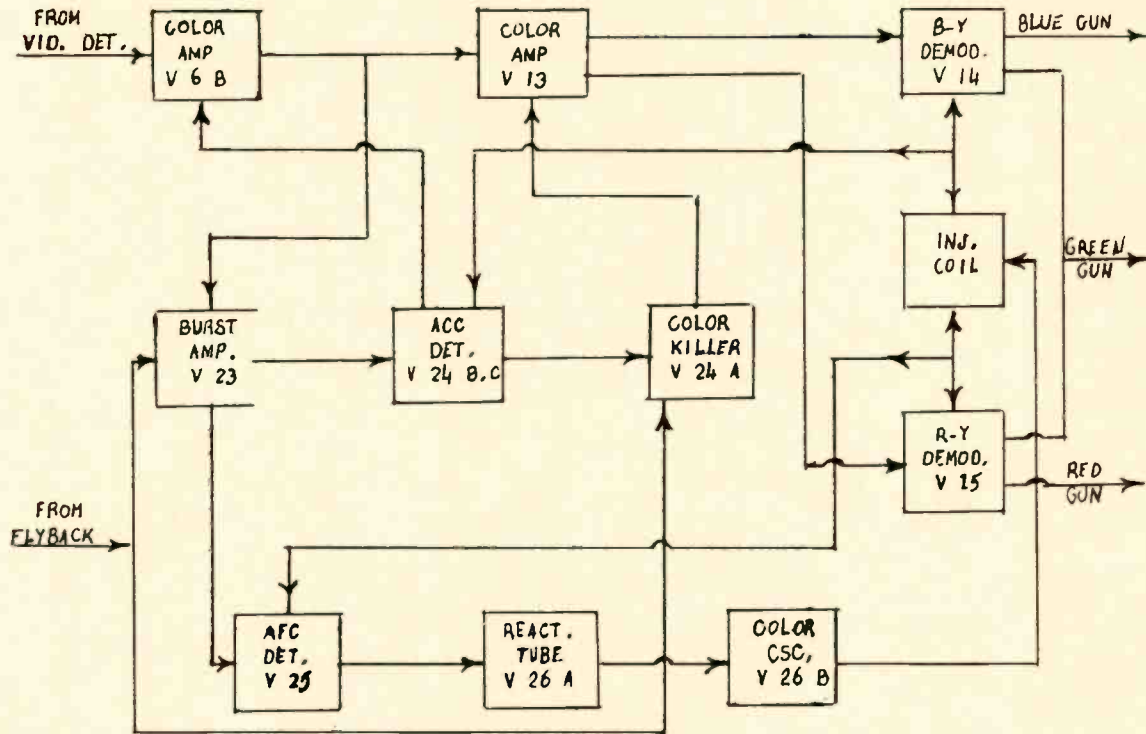 FROM
VID. DET.
COLOR
AMP
V 6 B
COLOR
AMP
V 13
B-Y
DEMOD.
V 14
BLUE GUN
INJ.
COIL
GREEN
GUN
BURST
AMP.
V 23
ACC
DET.
V 24 B.C
COLOR
KILLER
V 24 A
R-Y
DEMOD.
V 15
RED
GUN
FROM
FLYBACK
AFC
DET.
V 25
REACT.
TUBE
V 26 A
COLOR
CSC.
V 26 B